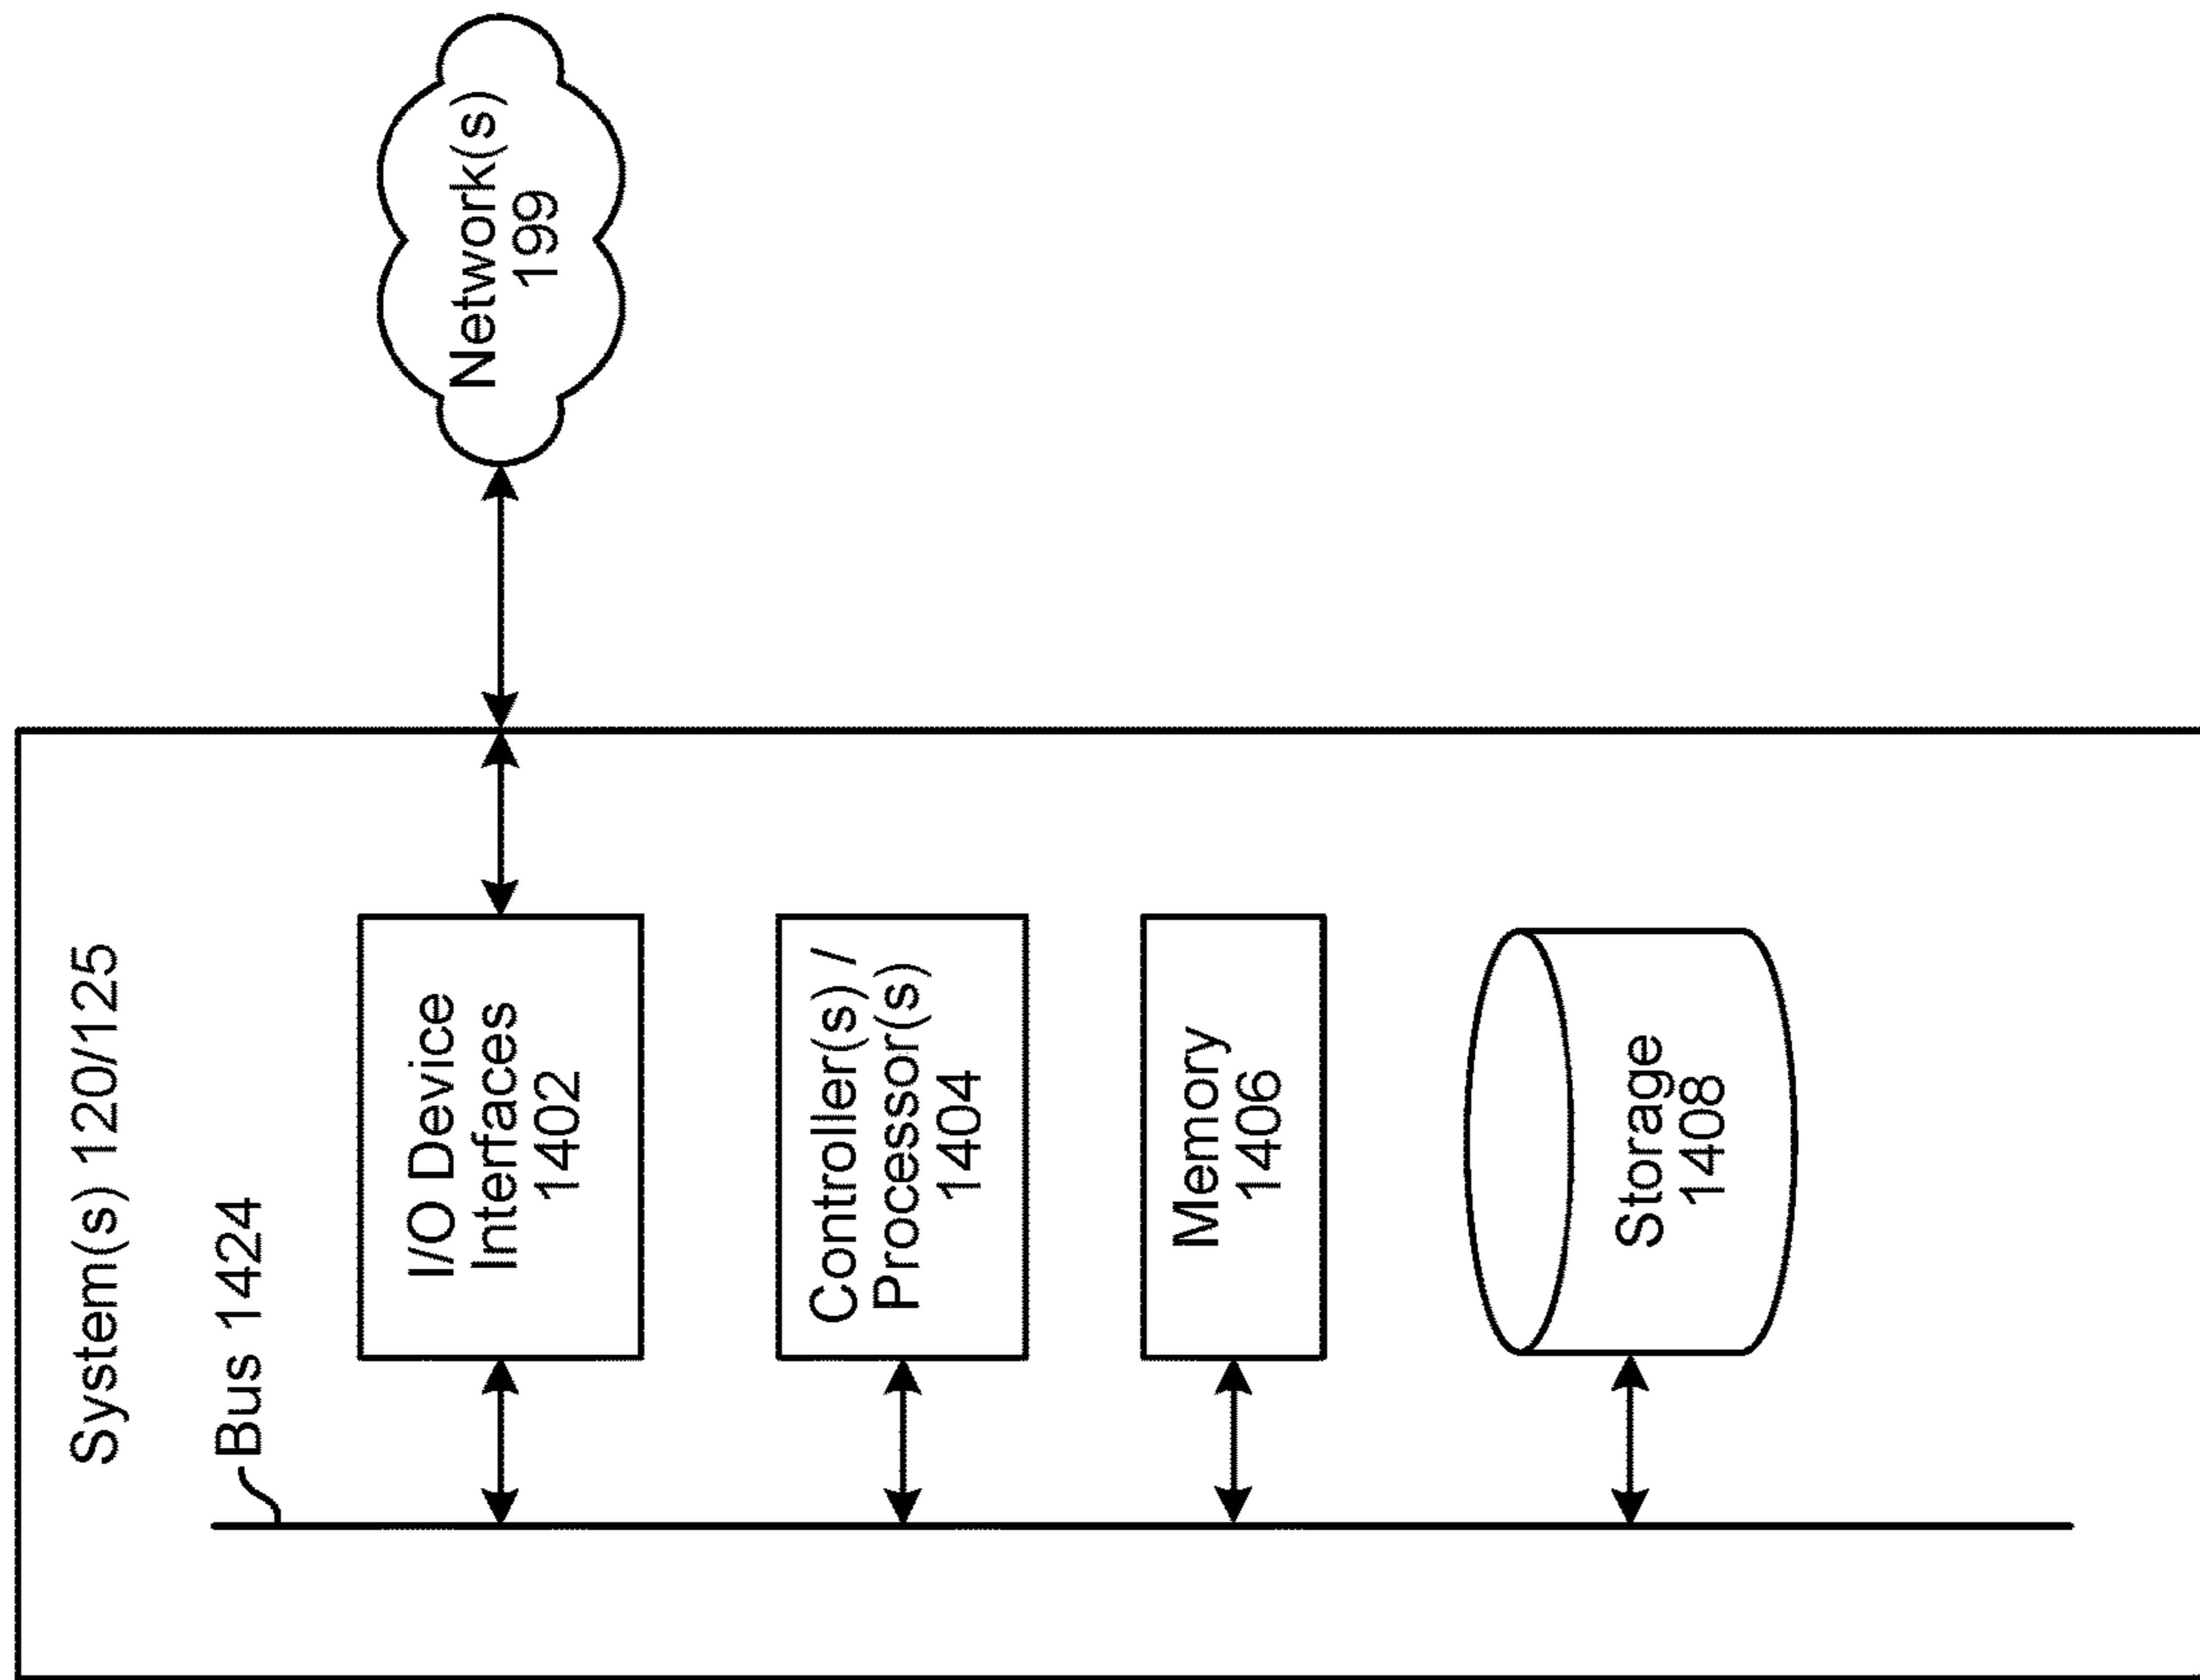 System(s) 120/125
Bus 1424
I/O Device
Interfaces
1402
Network(s)
199
Controller(s) /
Processor(s)
1404
Memory
1406
Storage
1408